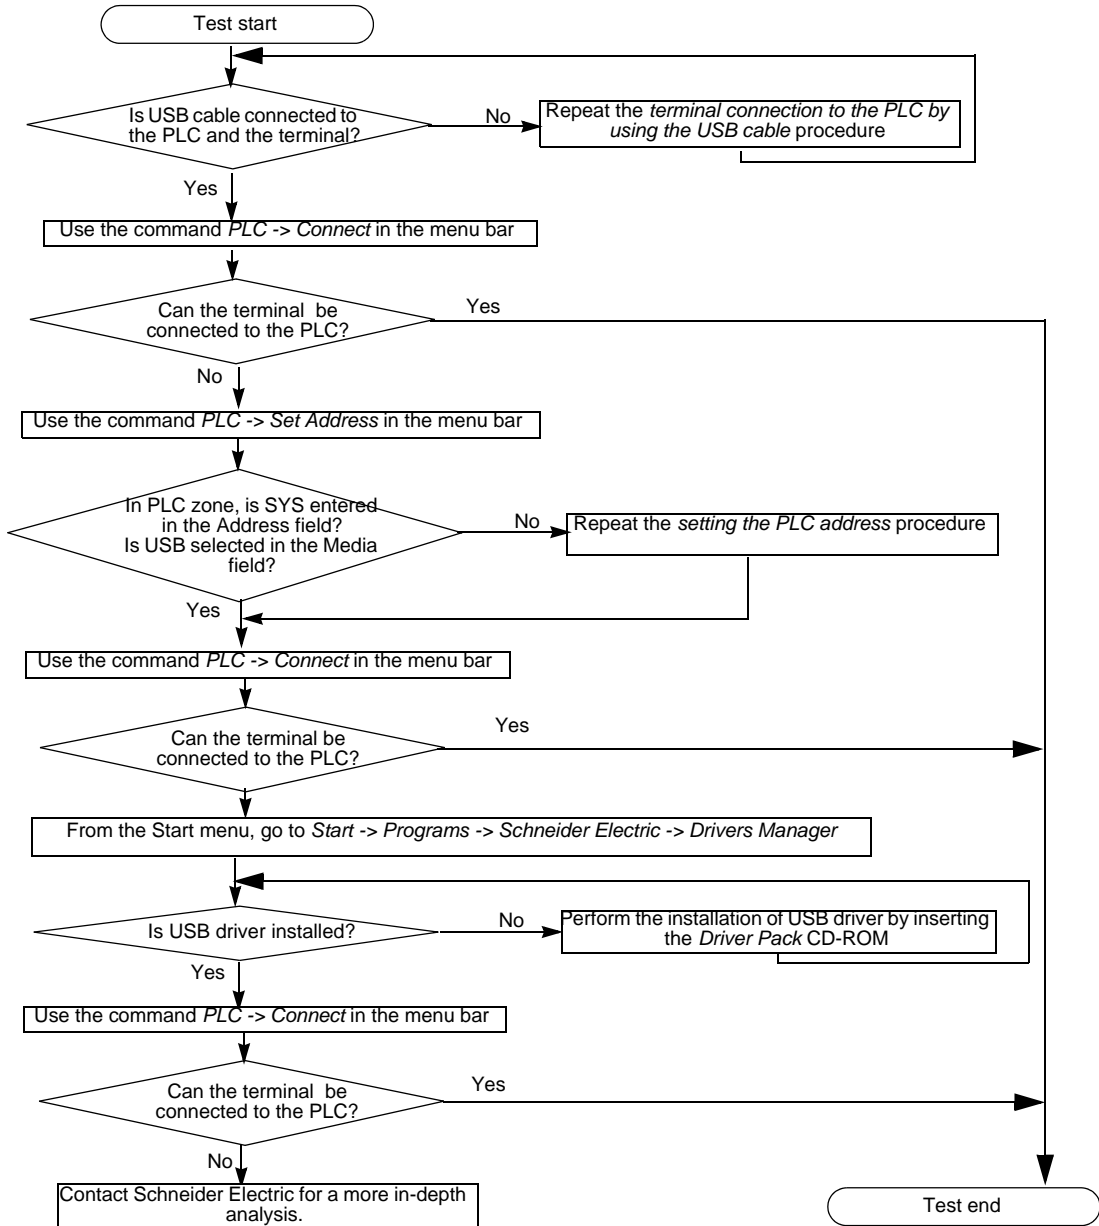 Test start
Is USB cable connected to
the PLC and the terminal?
No
Repeat the terminal connection to the PLC by
using the USB cable procedure
Yes
Use the command PLC -> Connect in the menu bar
Can the terminal be
connected to the PLC?
Yes
No
Use the command PLC -> Set Address in the menu bar
In PLC zone, is SYS entered
in the Address field?
Is USB selected in the Media
field?
No
Repeat the setting the PLC address procedure
Yes
Use the command PLC -> Connect in the menu bar
Can the terminal be
connected to the PLC?
Yes
From the Start menu, go to Start -> Programs -> Schneider Electric -> Drivers Manager
Is USB driver installed?
No
Perform the installation of USB driver by inserting
the Driver Pack CD-ROM
Yes
Use the command PLC -> Connect in the menu bar
Can the terminal be
connected to the PLC?
Yes
No
Contact Schneider Electric for a more in-depth
analysis.
Test end